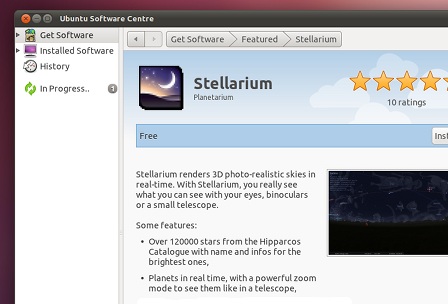 Ubuntu Software Centre
Get Software
Get Software
Featured
Stellarium
Installed Software
History
In Progress..
Stellarium
Planetarium
10 ratings
Free
Stellarium renders 3D photo-realistic skies in
real-time. With Stellarium, you really see
what you can see with your eyes, binoculars
or a small telescope.
Some features:
• Over 120000 stars from the Hipparcos
Catalogue with name and infos for the
brightest ones,
• Planets in real time, with a powerful zoom
mode to see them like in a telescope,